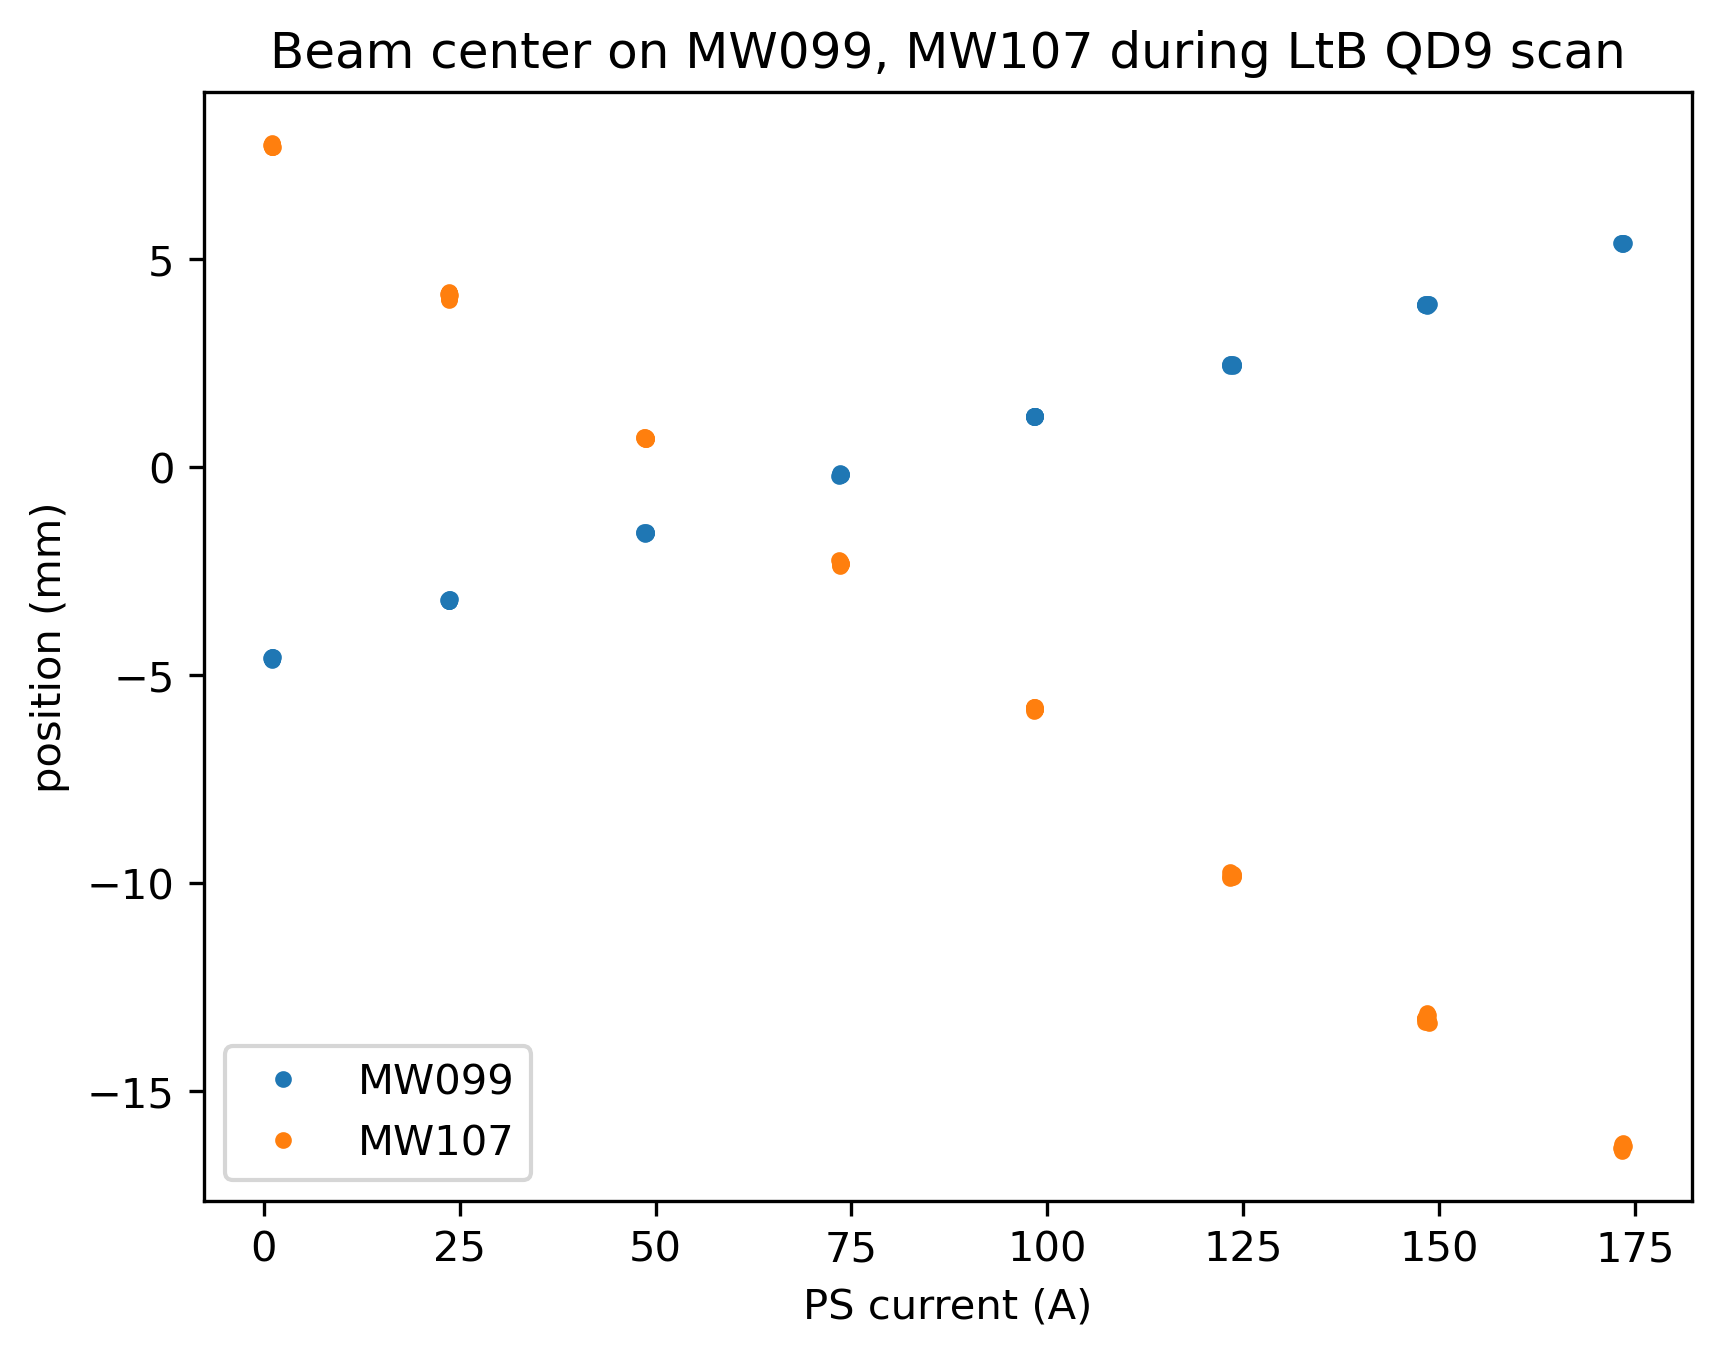 Beam center on MW099, MW107 during LtB QD9 scan
position (mm)
5
0
−5
−10
−15
MW099
MW107
0 25 50 75 100 125 150 175
PS current (A)